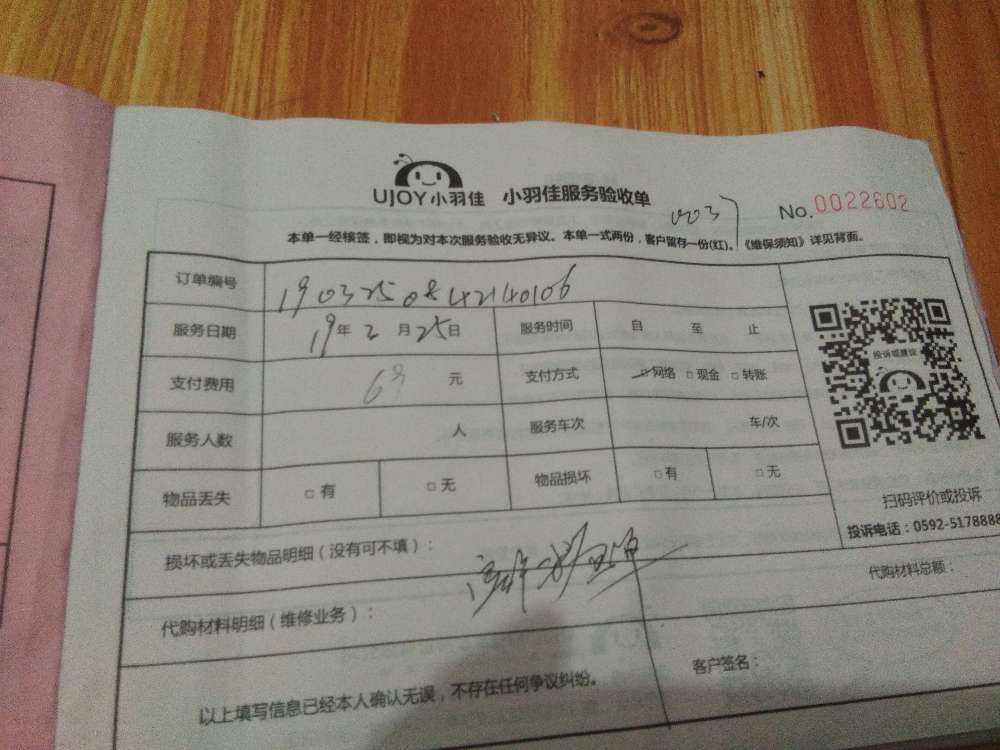 UJOY小羽佳 小羽佳服务验收单 No.0022602
003
本单一经核签，即视为对本次服务验收无异议。本单一式两份，客户留存一份(红)。《维保须知》详见背面。
订单编号 1903250842140106
服务日期 19年2月25日 服务时间 自 至 止
支付费用 69元 支付方式 □网络 □现金 □转账
投诉或建议
服务人数 人 服务车次 车/次
物品丢失 □有 □无 物品损坏 □有 □无
扫码评价或投诉
投诉电话：0592-5178888
损坏或丢失物品明细（没有可不填）：
代购材料明细（维修业务）： 代购材料总额：
以上填写信息已经本人确认无误，不存在任何争议纠纷。 客户签名：